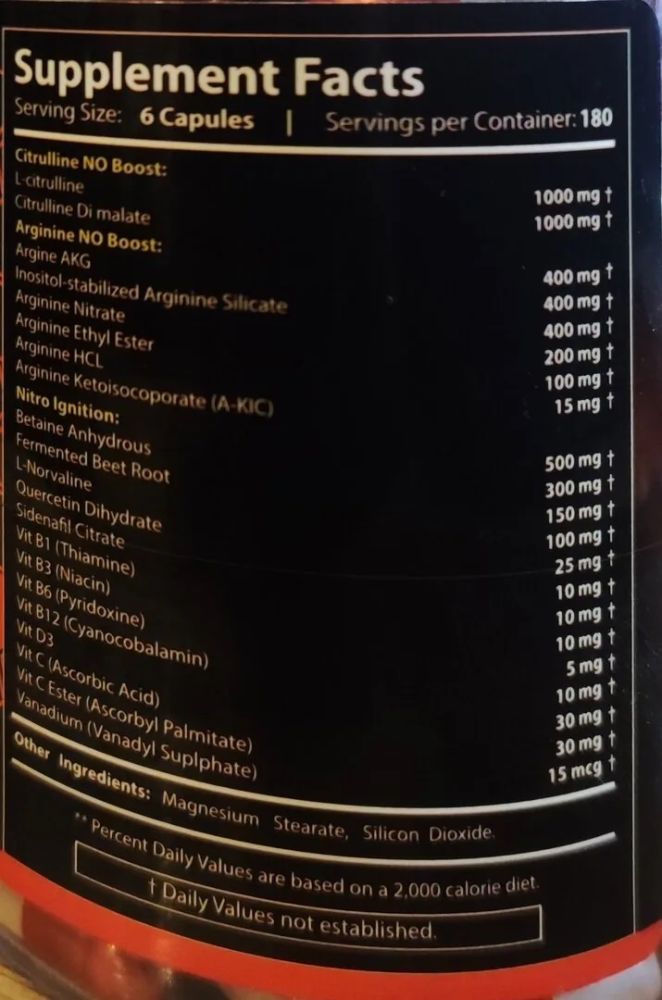 Supplement Facts
Serving Size: 6 Capules | Servings per Container: 180
Citrulline NO Boost:
L-citrulline 1000 mg †
Citrulline Di malate 1000 mg †
Arginine NO Boost:
Argine AKG 400 mg †
Inositol-stabilized Arginine Silicate 400 mg †
Arginine Nitrate 400 mg †
Arginine Ethyl Ester 200 mg †
Arginine HCL 100 mg †
Arginine Ketoisocoporate (A-KIC) 15 mg †
Nitro Ignition:
Betaine Anhydrous 500 mg †
Fermented Beet Root 300 mg †
L-Norvaline 150 mg †
Quercetin Dihydrate 100 mg †
Sidenafil Citrate 25 mg †
Vit B1 (Thiamine) 10 mg †
Vit B3 (Niacin) 10 mg †
Vit B6 (Pyridoxine) 10 mg †
Vit B12 (Cyanocobalamin) 5 mg †
Vit D3 10 mg †
Vit C (Ascorbic Acid) 30 mg †
Vit C Ester (Ascorbyl Palmitate) 30 mg †
Vanadium (Vanadyl Suplphate) 15 mcg †
Other Ingredients: Magnesium Stearate, Silicon Dioxide.
** Percent Daily Values are based on a 2,000 calorie diet.
† Daily Values not established.